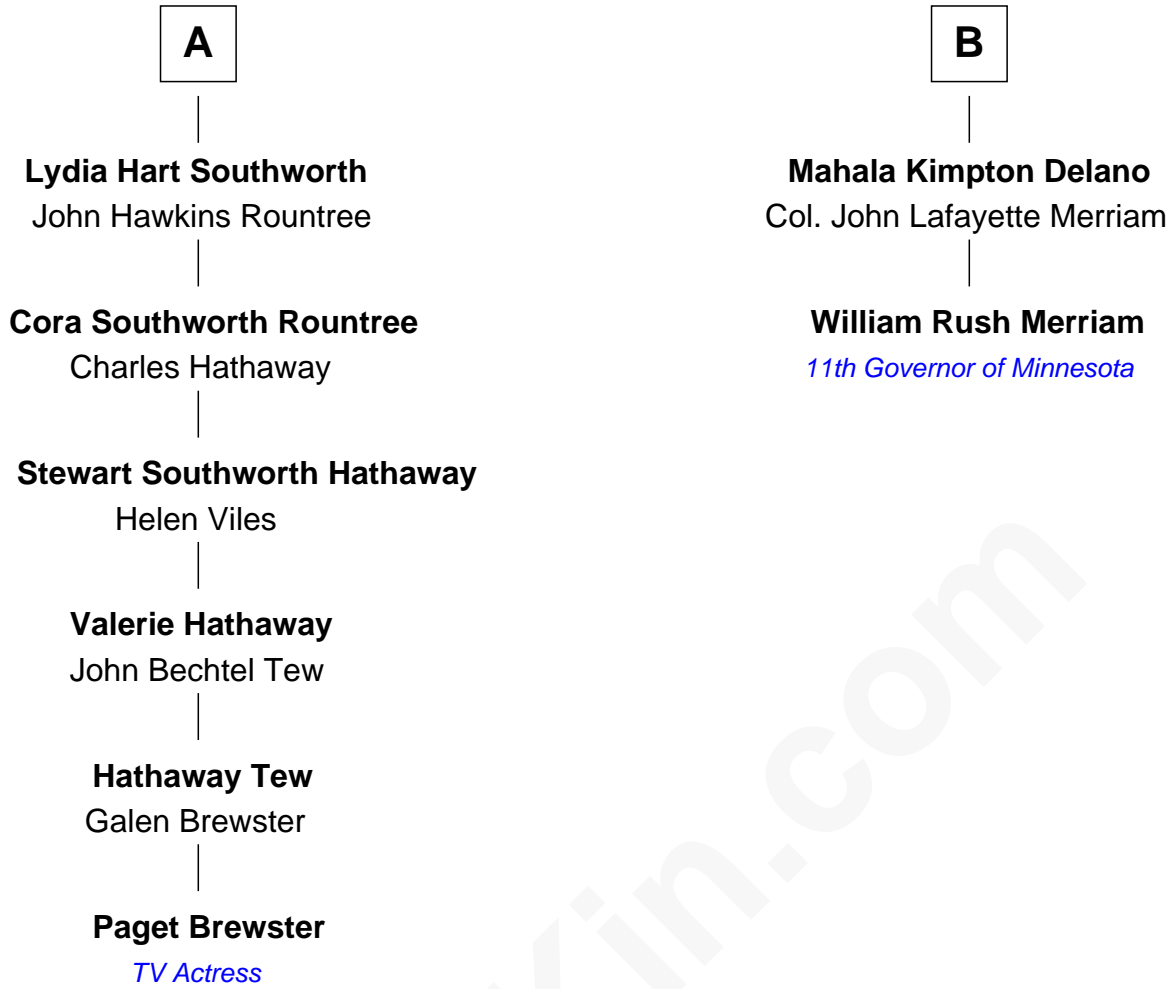 A
Lydia Hart Southworth
John Hawkins Rountree
Cora Southworth Rountree
Charles Hathaway
Stewart Southworth Hathaway
Helen Viles
Valerie Hathaway
John Bechtel Tew
Hathaway Tew
Galen Brewster
Paget Brewster
TV Actress
B
Mahala Kimpton Delano
Col. John Lafayette Merriam
William Rush Merriam
11th Governor of Minnesota